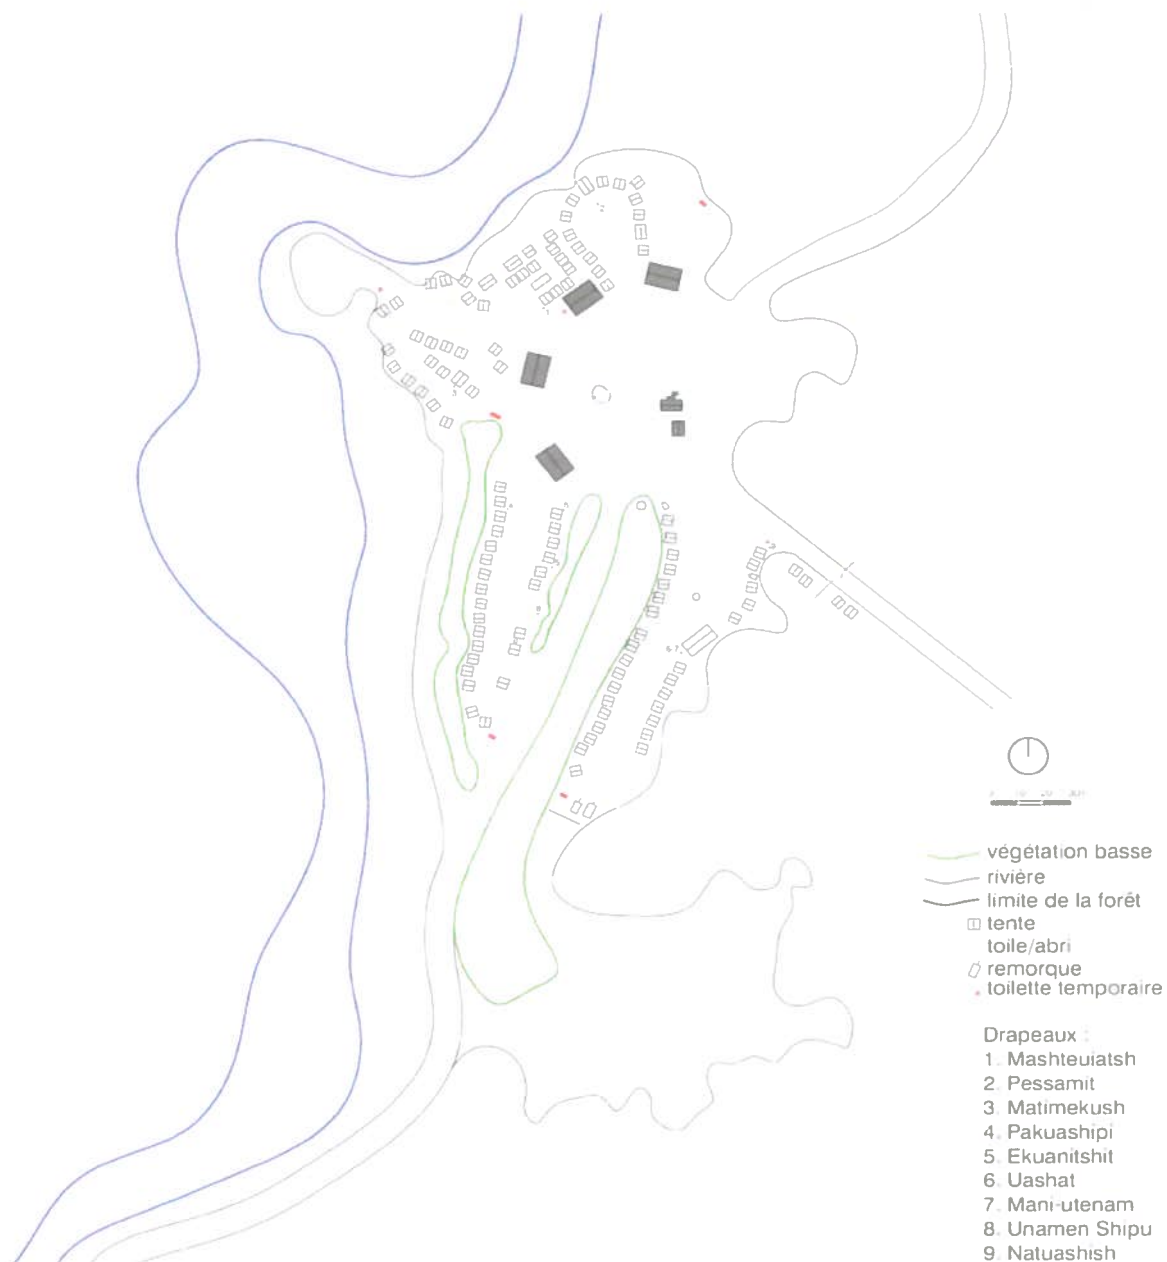 végétation basse
rivière
limite de la forêt
tente
toile/abri
remorque
toilette temporaire
Drapeaux :
1. Mashteuiatsh
2. Pessamit
3. Matimekush
4. Pakuashipi
5. Ekuanitshit
6. Uashat
7. Mani-utenam
8. Unamen Shipu
9. Natuashish